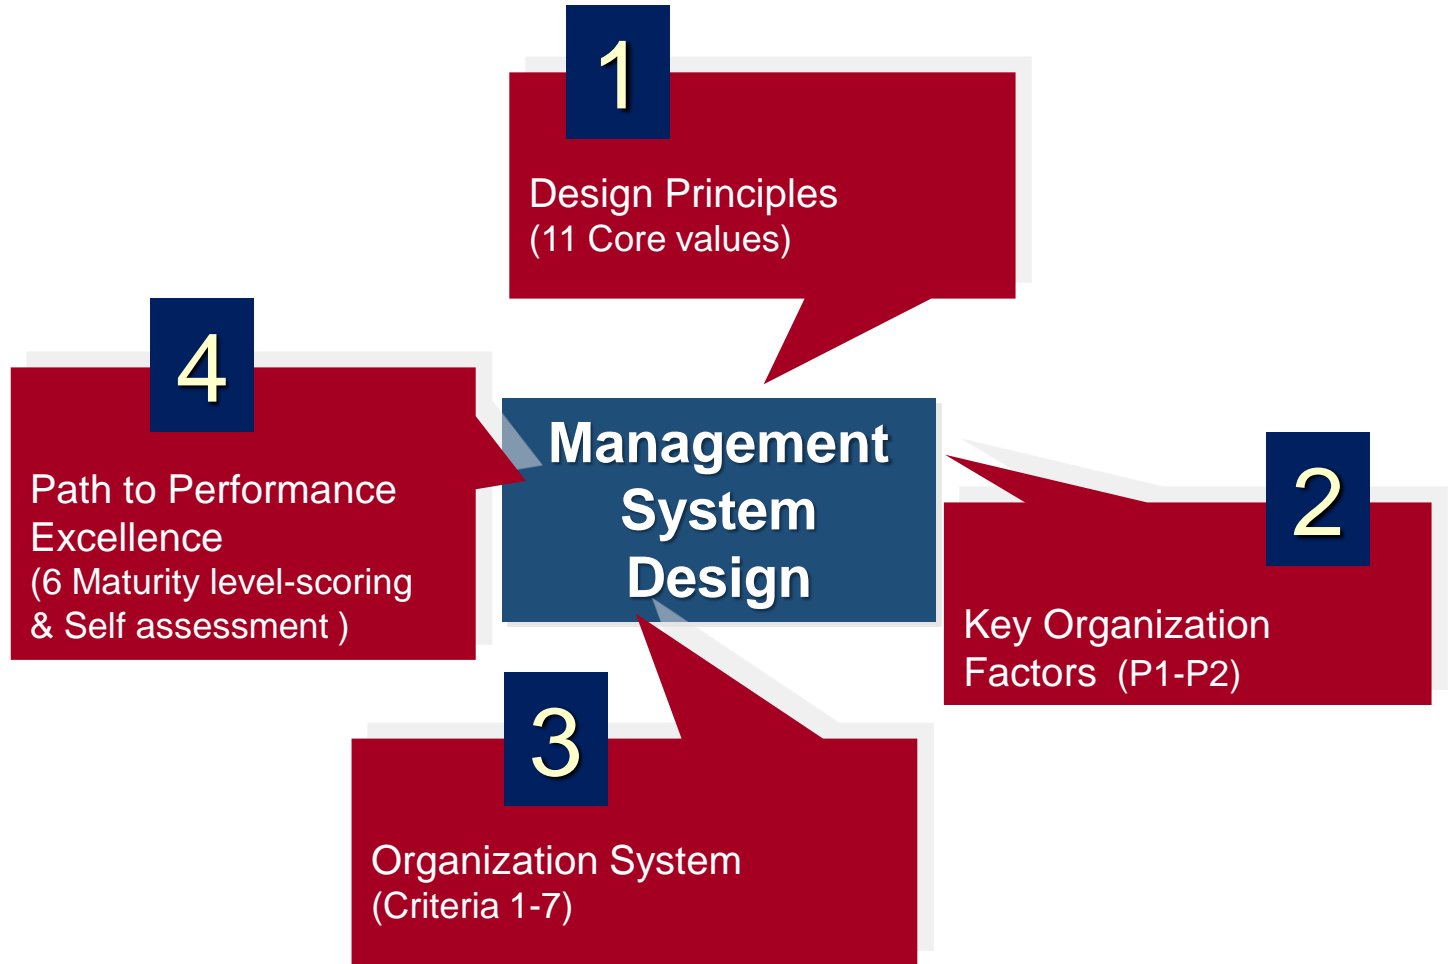 1
Design Principles
(11 Core values)
4
Path to Performance
Excellence
(6 Maturity level-scoring
& Self assessment )
Management
System
Design
2
Key Organization
Factors (P1-P2)
3
Organization System
(Criteria 1-7)